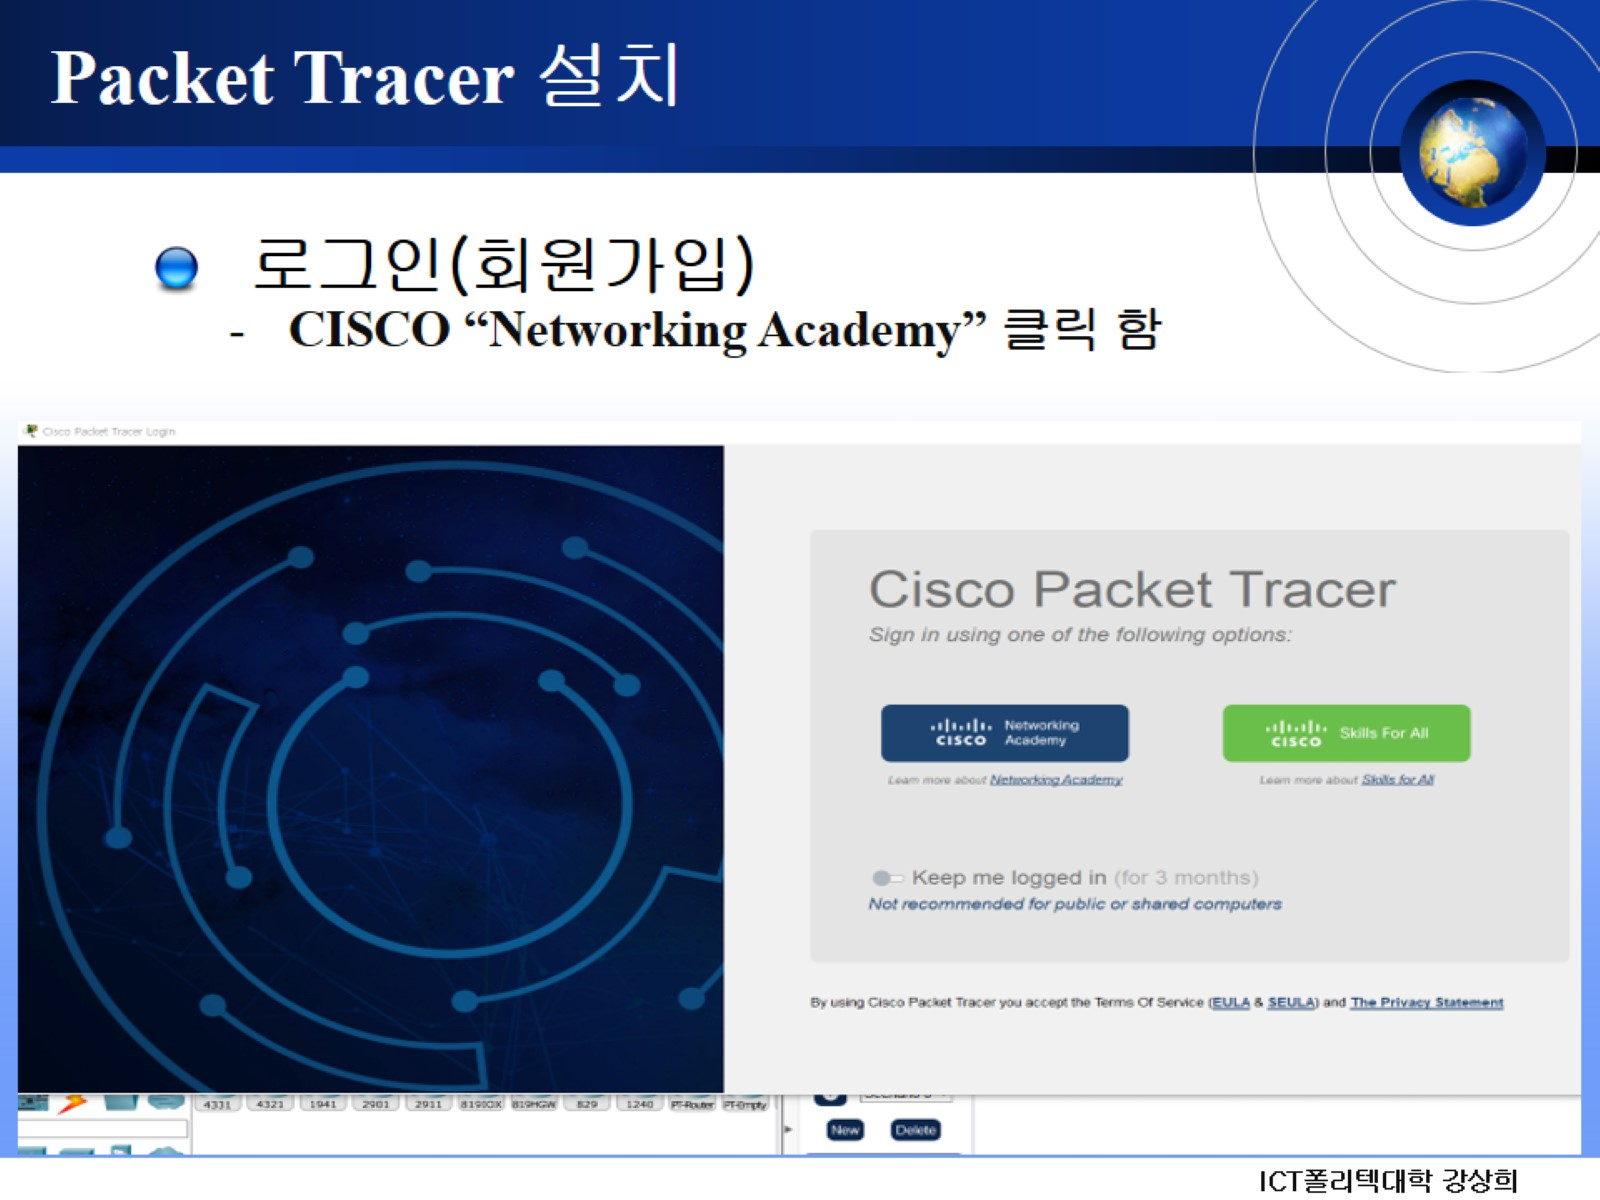 Packet Tracer 설치
로그인(회원가입)
- CISCO “Networking Academy” 클릭 함
Cisco Packet Tracer Login
Cisco Packet Tracer
Sign in using one of the following options:
CISCO Networking Academy
CISCO Skills For All
Learn more about Networking Academy
Learn more about Skills for All
Keep me logged in (for 3 months)
Not recommended for public or shared computers
By using Cisco Packet Tracer you accept the Terms Of Service (EULA & SEULA) and The Privacy Statement
4331 4321 1941 2901 2911 819IOX 819HGW 829 1240 PT-Router PT-Empty
New Delete
ICT폴리텍대학 강상희